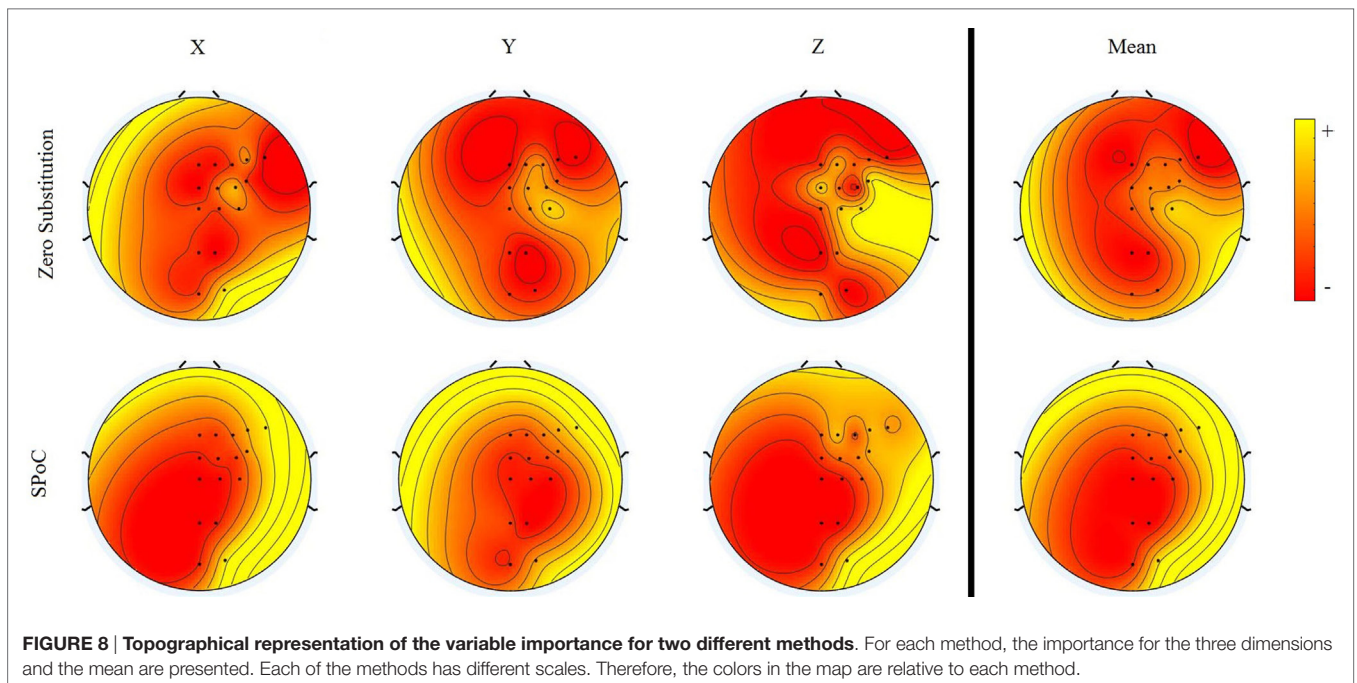 X Y Z Mean
Zero Substitution
+
-
SPoC
FIGURE 8 | Topographical representation of the variable importance for two different methods. For each method, the importance for the three dimensions
and the mean are presented. Each of the methods has different scales. Therefore, the colors in the map are relative to each method.